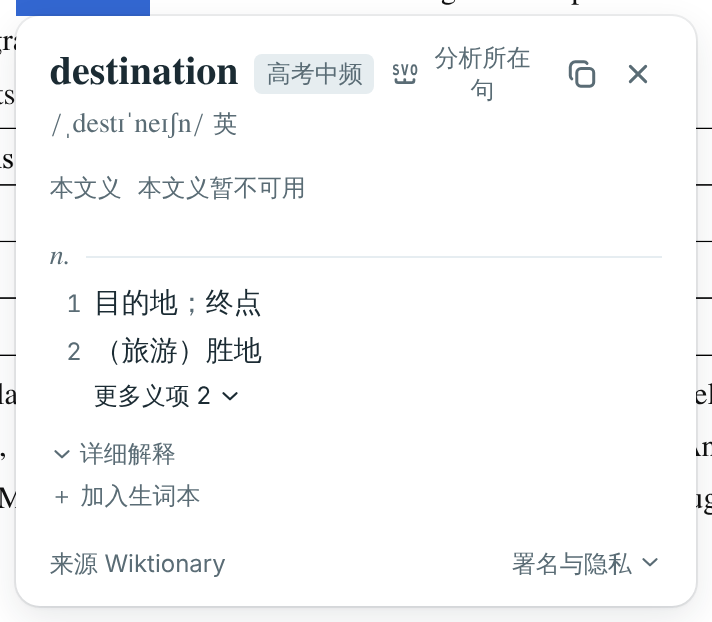 destination 高考中频 SVO 分析所在句
/ˌdestɪˈneɪʃn/ 英
本文义 本文义暂不可用
n.
1 目的地；终点
2 （旅游）胜地
更多义项 2
详细解释
+ 加入生词本
来源 Wiktionary 署名与隐私